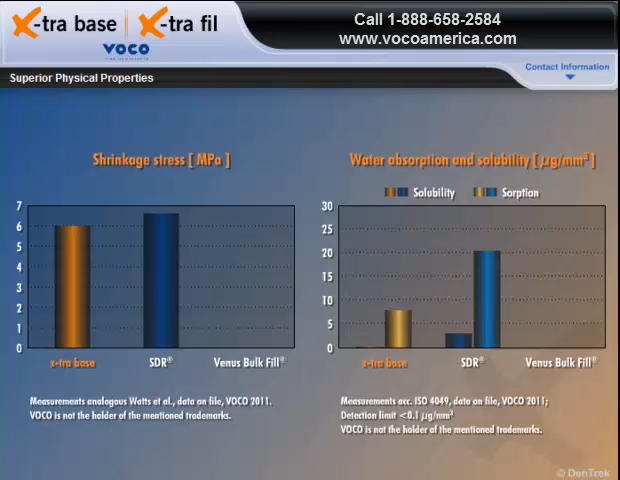 x-tra base | x-tra fil
VOCO
Call 1-888-658-2584
www.vocoamerica.com
Contact Information
Superior Physical Properties
Shrinkage stress [ MPa ]
7
6
5
4
3
2
1
0
x-tra base SDR® Venus Bulk Fill®
Measurements analogous Watts et al., data on file, VOCO 2011.
VOCO is not the holder of the mentioned trademarks.
Water absorption and solubility [ µg/mm³ ]
Solubility Sorption
30
25
20
15
10
5
0
x-tra base SDR® Venus Bulk Fill®
Measurements acc. ISO 4049, data on file, VOCO 2011;
Detection limit <0.1 µg/mm³
VOCO is not the holder of the mentioned trademarks.
© DenTrek